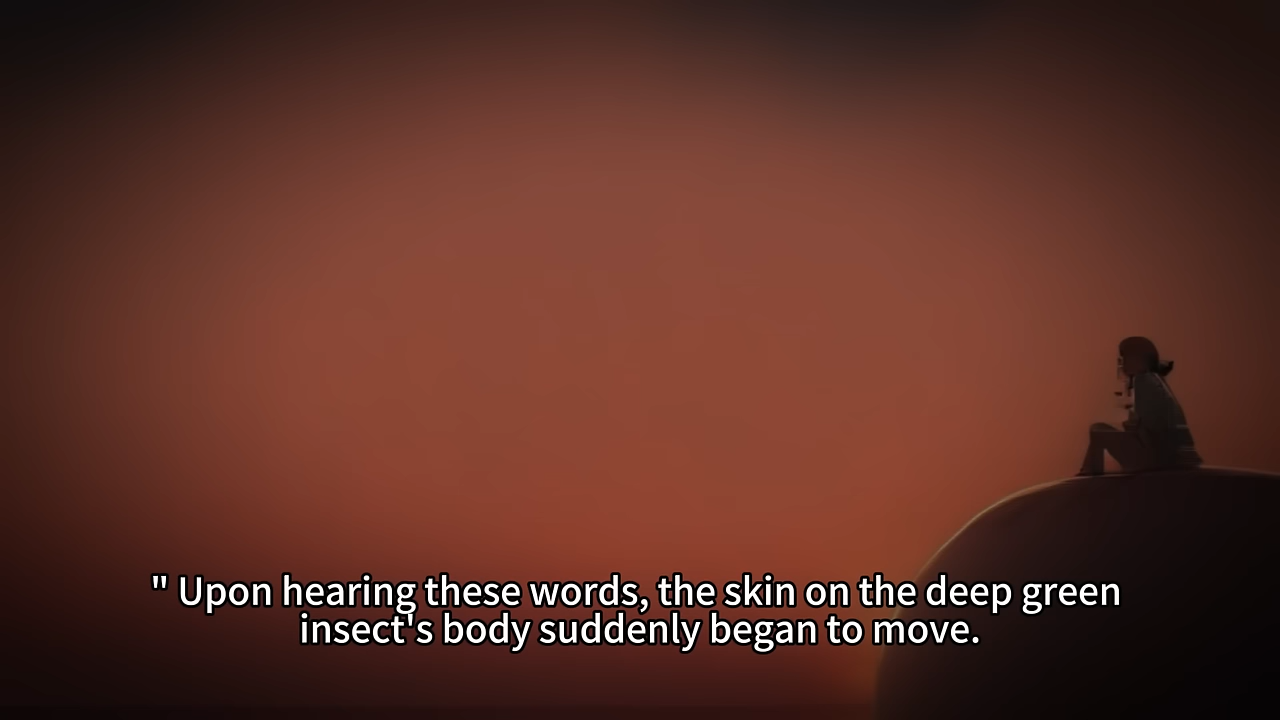 " Upon hearing these words, the skin on the deep green
insect's body suddenly began to move.